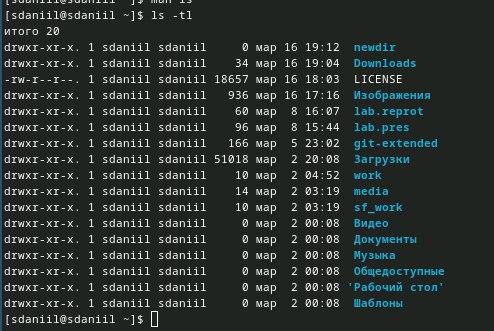 [sdaniil@sdaniil ~]$ man ls
[sdaniil@sdaniil ~]$ ls -tl
итого 20
drwxr-xr-x. 1 sdaniil sdaniil     0 мар 16 19:12  newdir
drwxr-xr-x. 1 sdaniil sdaniil    34 мар 16 19:04  Downloads
-rw-r--r--. 1 sdaniil sdaniil 18657 мар 16 18:03  LICENSE
drwxr-xr-x. 1 sdaniil sdaniil   936 мар 16 17:16  Изображения
drwxr-xr-x. 1 sdaniil sdaniil    60 мар  8 16:07  lab.reprot
drwxr-xr-x. 1 sdaniil sdaniil    96 мар  8 15:44  lab.pres
drwxr-xr-x. 1 sdaniil sdaniil   166 мар  5 23:02  git-extended
drwxr-xr-x. 1 sdaniil sdaniil 51018 мар  2 20:08  Загрузки
drwxr-xr-x. 1 sdaniil sdaniil    10 мар  2 04:52  work
drwxr-xr-x. 1 sdaniil sdaniil    14 мар  2 03:19  media
drwxr-xr-x. 1 sdaniil sdaniil    10 мар  2 03:19  sf_work
drwxr-xr-x. 1 sdaniil sdaniil     0 мар  2 00:08  Видео
drwxr-xr-x. 1 sdaniil sdaniil     0 мар  2 00:08  Документы
drwxr-xr-x. 1 sdaniil sdaniil     0 мар  2 00:08  Музыка
drwxr-xr-x. 1 sdaniil sdaniil     0 мар  2 00:08  Общедоступные
drwxr-xr-x. 1 sdaniil sdaniil     0 мар  2 00:08 'Рабочий стол'
drwxr-xr-x. 1 sdaniil sdaniil     0 мар  2 00:08  Шаблоны
[sdaniil@sdaniil ~]$